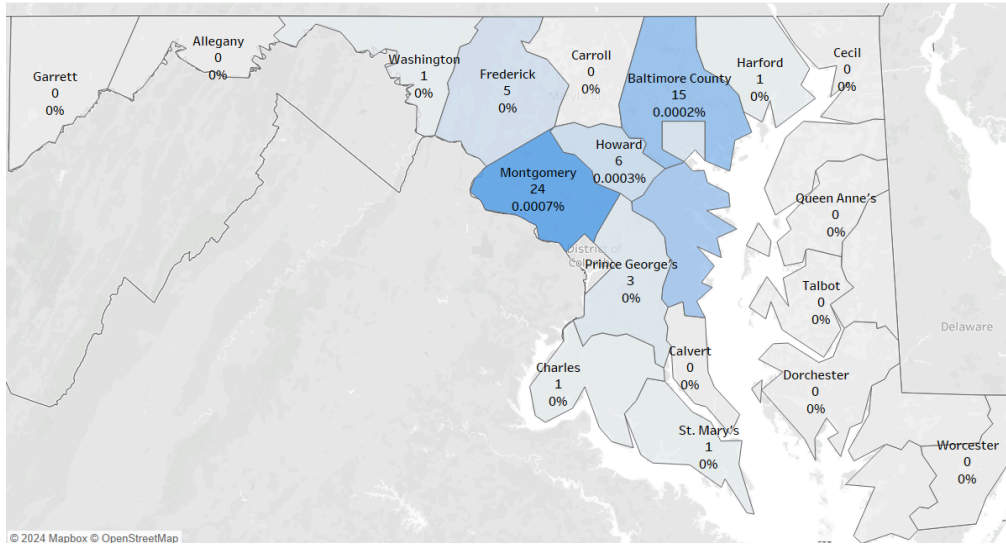 Garrett
0
0%
Allegany
0
0%
Washington
1
0%
Frederick
5
0%
Carroll
0
0%
Baltimore County
15
0.0002%
Harford
1
0%
Cecil
0
0%
Montgomery
24
0.0007%
Howard
6
0.0003%
Queen Anne's
0
0%
District of
Prince George's
3
0%
Talbot
0
0%
Delaware
Charles
1
0%
Calvert
0
0%
Dorchester
0
0%
St. Mary's
1
0%
Worcester
0
0%
© 2024 Mapbox © OpenStreetMap